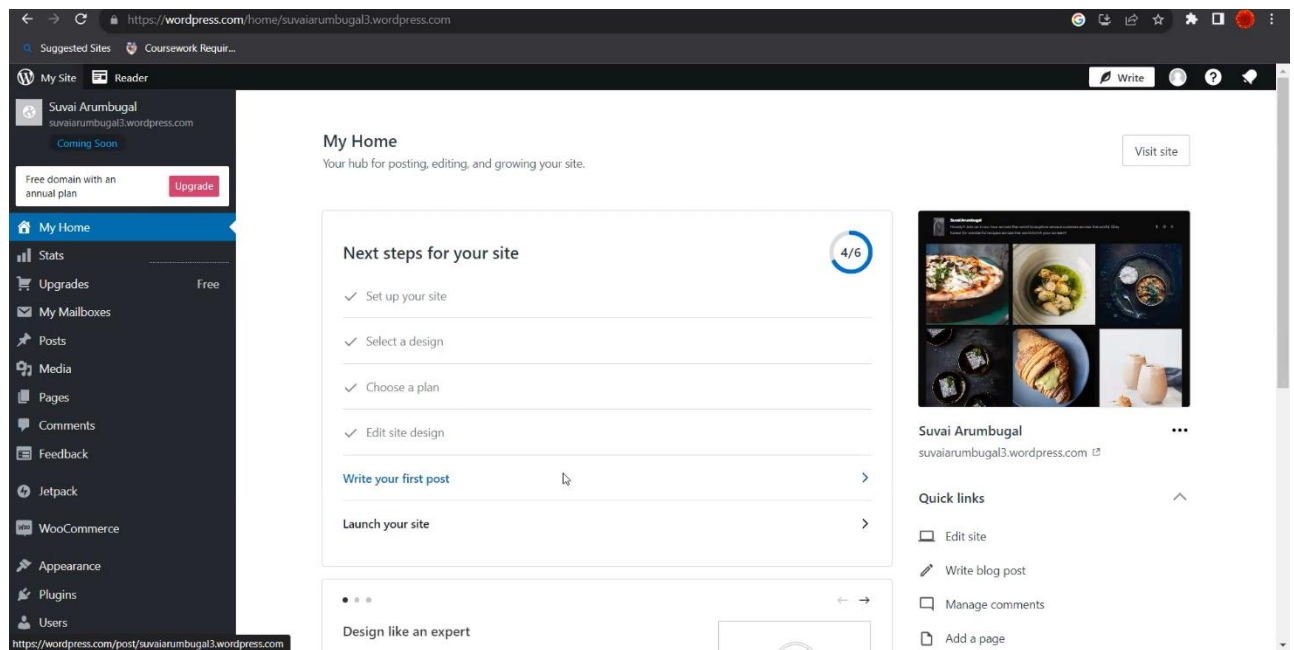 https://wordpress.com/home/suvaiarumbugal3.wordpress.com
Suggested Sites
Coursework Requir...
My Site
Reader
Write
Suvai Arumbugal
suvaiarumbugal3.wordpress.com
Coming Soon
Free domain with an
annual plan
Upgrade
My Home
Stats
Upgrades
Free
My Mailboxes
Posts
Media
Pages
Comments
Feedback
Jetpack
WooCommerce
Appearance
Plugins
Users
https://wordpress.com/post/suvaiarumbugal3.wordpress.com
My Home
Your hub for posting, editing, and growing your site.
Visit site
Next steps for your site
4/6
Set up your site
Select a design
Choose a plan
Edit site design
Write your first post
Launch your site
Design like an expert
Suvai Arumbugal
Suvai Arumbugal
suvaiarumbugal3.wordpress.com
Quick links
Edit site
Write blog post
Manage comments
Add a page